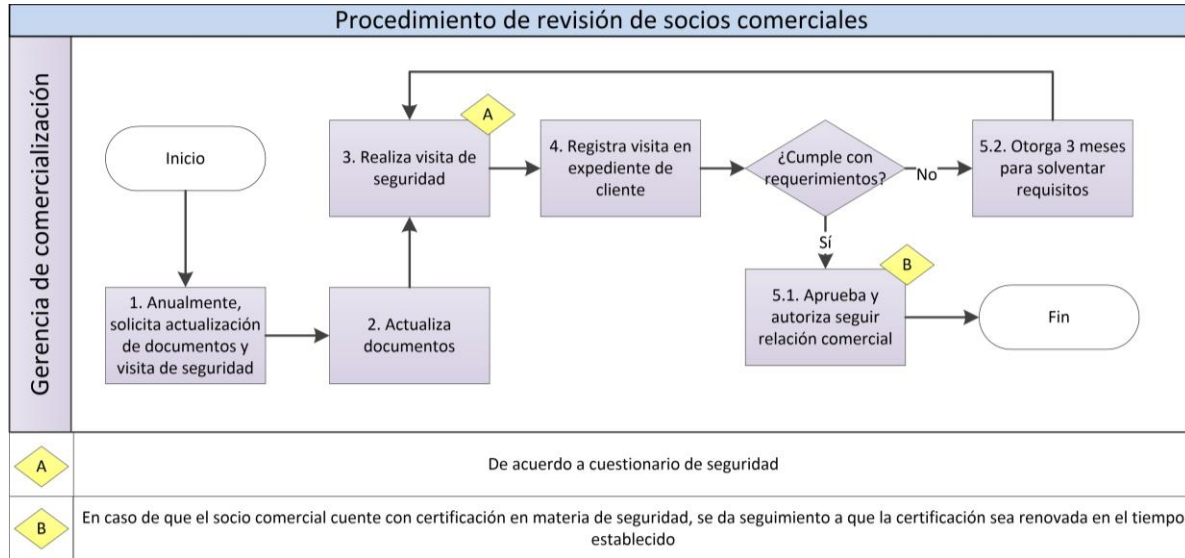 Procedimiento de revisión de socios comerciales
Gerencia de comercialización
Inicio
1. Anualmente,
solicita actualización
de documentos y
visita de seguridad
2. Actualiza
documentos
3. Realiza visita de
seguridad
A
4. Registra visita en
expediente de
cliente
¿Cumple con
requerimientos?
No
5.2. Otorga 3 meses
para solventar
requisitos
Sí
5.1. Aprueba y
autoriza seguir
relación comercial
B
Fin
A
De acuerdo a cuestionario de seguridad
B
En caso de que el socio comercial cuente con certificación en materia de seguridad, se da seguimiento a que la certificación sea renovada en el tiempo
establecido